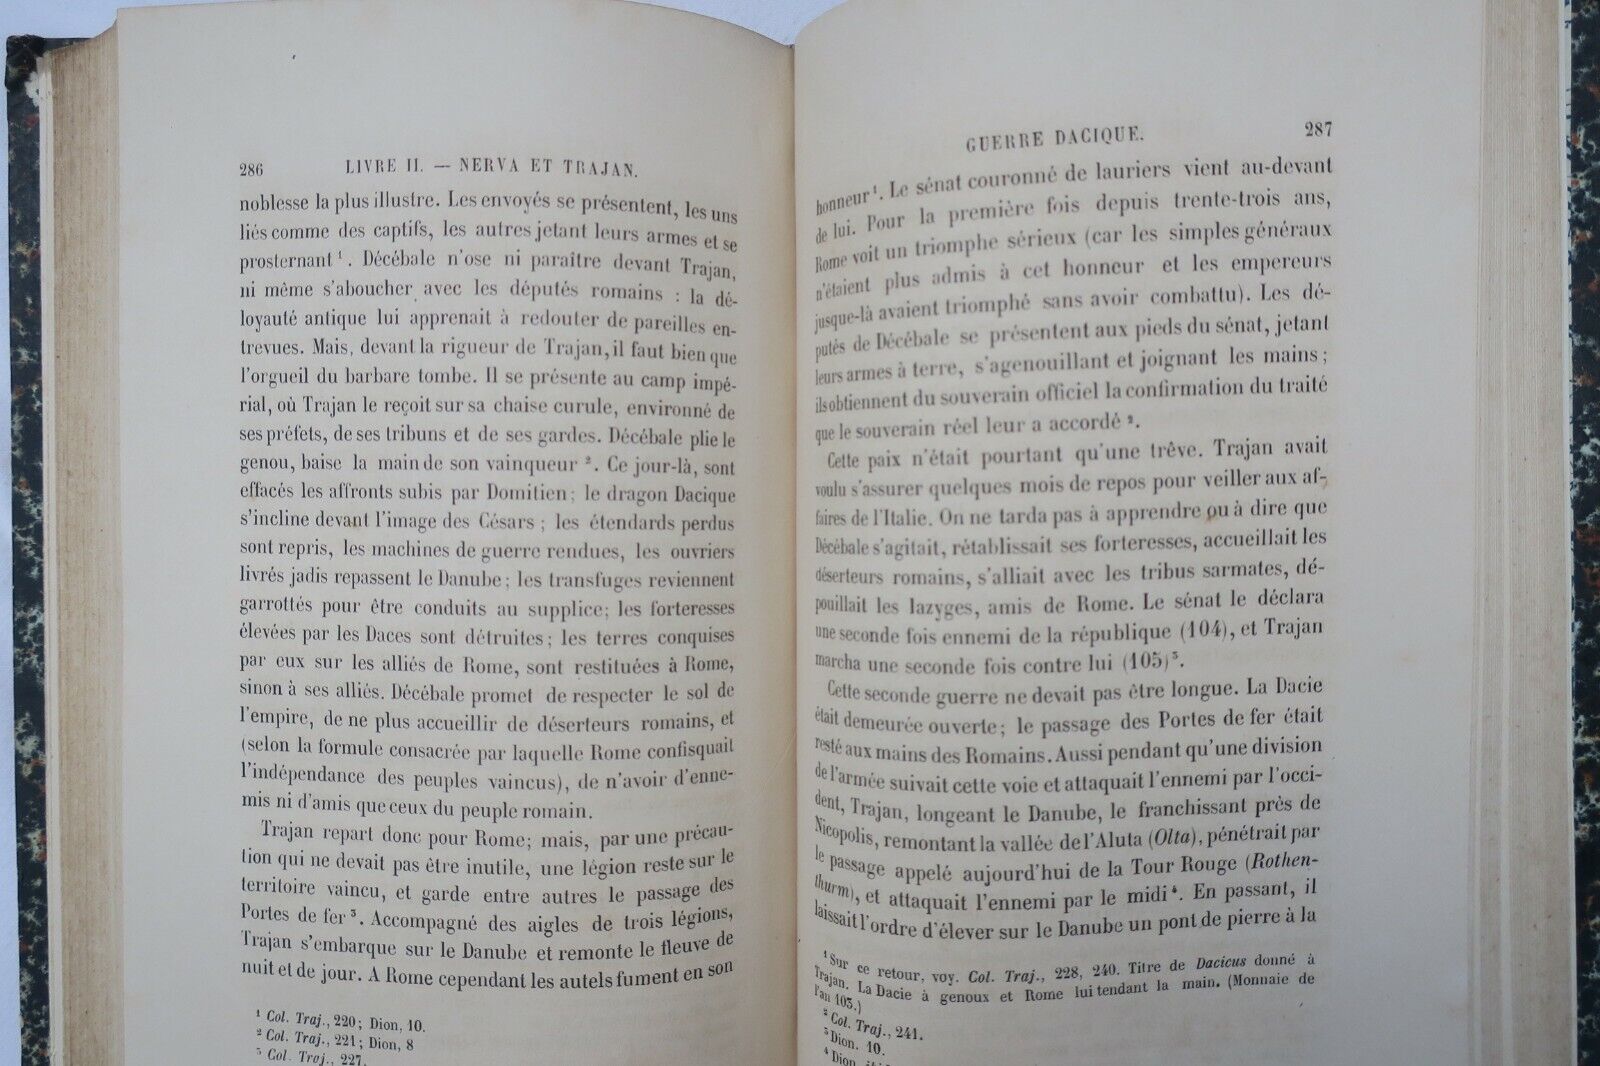 286 LIVRE II. — NERVA ET TRAJAN.
noblesse la plus illustre. Les envoyés se présentent, les uns
liés comme des captifs, les autres jetant leurs armes et se
prosternant ¹. Décébale n'ose ni paraître devant Trajan,
ni même s'aboucher avec les députés romains : la dé-
loyauté antique lui apprenait à redouter de pareilles en-
trevues. Mais, devant la rigueur de Trajan, il faut bien que
l'orgueil du barbare tombe. Il se présente au camp impé-
rial, où Trajan le reçoit sur sa chaise curule, environné de
ses préfets, de ses tribuns et de ses gardes. Décébale plie le
genou, baise la main de son vainqueur ². Ce jour-là, sont
effacés les affronts subis par Domitien; le dragon Dacique
s'incline devant l'image des Césars ; les étendards perdus
sont repris, les machines de guerre rendues, les ouvriers
livrés jadis repassent le Danube ; les transfuges reviennent
garrottés pour être conduits au supplice; les forteresses
élevées par les Daces sont détruites ; les terres conquises
par eux sur les alliés de Rome, sont restituées à Rome,
sinon à ses alliés. Décébale promet de respecter le sol de
l'empire, de ne plus accueillir de déserteurs romains, et
(selon la formule consacrée par laquelle Rome confisquait
l'indépendance des peuples vaincus), de n'avoir d'enne-
mis ni d'amis que ceux du peuple romain.
Trajan repart donc pour Rome; mais, par une précau-
tion qui ne devait pas être inutile, une légion reste sur le
territoire vaincu, et garde entre autres le passage des
Portes de fer ³. Accompagné des aigles de trois légions,
Trajan s'embarque sur le Danube et remonte le fleuve de
nuit et de jour. A Rome cependant les autels fument en son
¹ Col. Traj., 220 ; Dion, 10.
² Col. Traj., 221 ; Dion, 8
³ Col. Traj., 227.
GUERRE DACIQUE. 287
honneur ¹. Le sénat couronné de lauriers vient au-devant
de lui. Pour la première fois depuis trente-trois ans,
Rome voit un triomphe sérieux (car les simples généraux
n'étaient plus admis à cet honneur et les empereurs
jusque-là avaient triomphé sans avoir combattu). Les dé-
putés de Décébale se présentent aux pieds du sénat, jetant
leurs armes à terre, s'agenouillant et joignant les mains ;
ils obtiennent du souverain officiel la confirmation du traité
que le souverain réel leur a accordé ².
Cette paix n'était pourtant qu'une trêve. Trajan avait
voulu s'assurer quelques mois de repos pour veiller aux af-
faires de l'Italie. On ne tarda pas à apprendre ou à dire que
Décébale s'agitait, rétablissait ses forteresses, accueillait les
déserteurs romains, s'alliait avec les tribus sarmates, dé-
pouillait les Iazyges, amis de Rome. Le sénat le déclara
une seconde fois ennemi de la république (104), et Trajan
marcha une seconde fois contre lui (105)³.
Cette seconde guerre ne devait pas être longue. La Dacie
était demeurée ouverte ; le passage des Portes de fer était
resté aux mains des Romains. Aussi pendant qu'une division
de l'armée suivait cette voie et attaquait l'ennemi par l'occi-
dent, Trajan, longeant le Danube, le franchissant près de
Nicopolis, remontant la vallée de l'Aluta (Olta), pénétrait par
le passage appelé aujourd'hui de la Tour Rouge (Rothen-
thurm), et attaquait l'ennemi par le midi ⁴. En passant, il
laissait l'ordre d'élever sur le Danube un pont de pierre à la
¹ Sur ce retour, voy. Col. Traj., 228, 240. Titre de Dacicus donné à
Trajan. La Dacie à genoux et Rome lui tendant la main. (Monnaie de
l'an 103.)
² Col. Traj., 241.
³ Dion. 10.
⁴ Dion